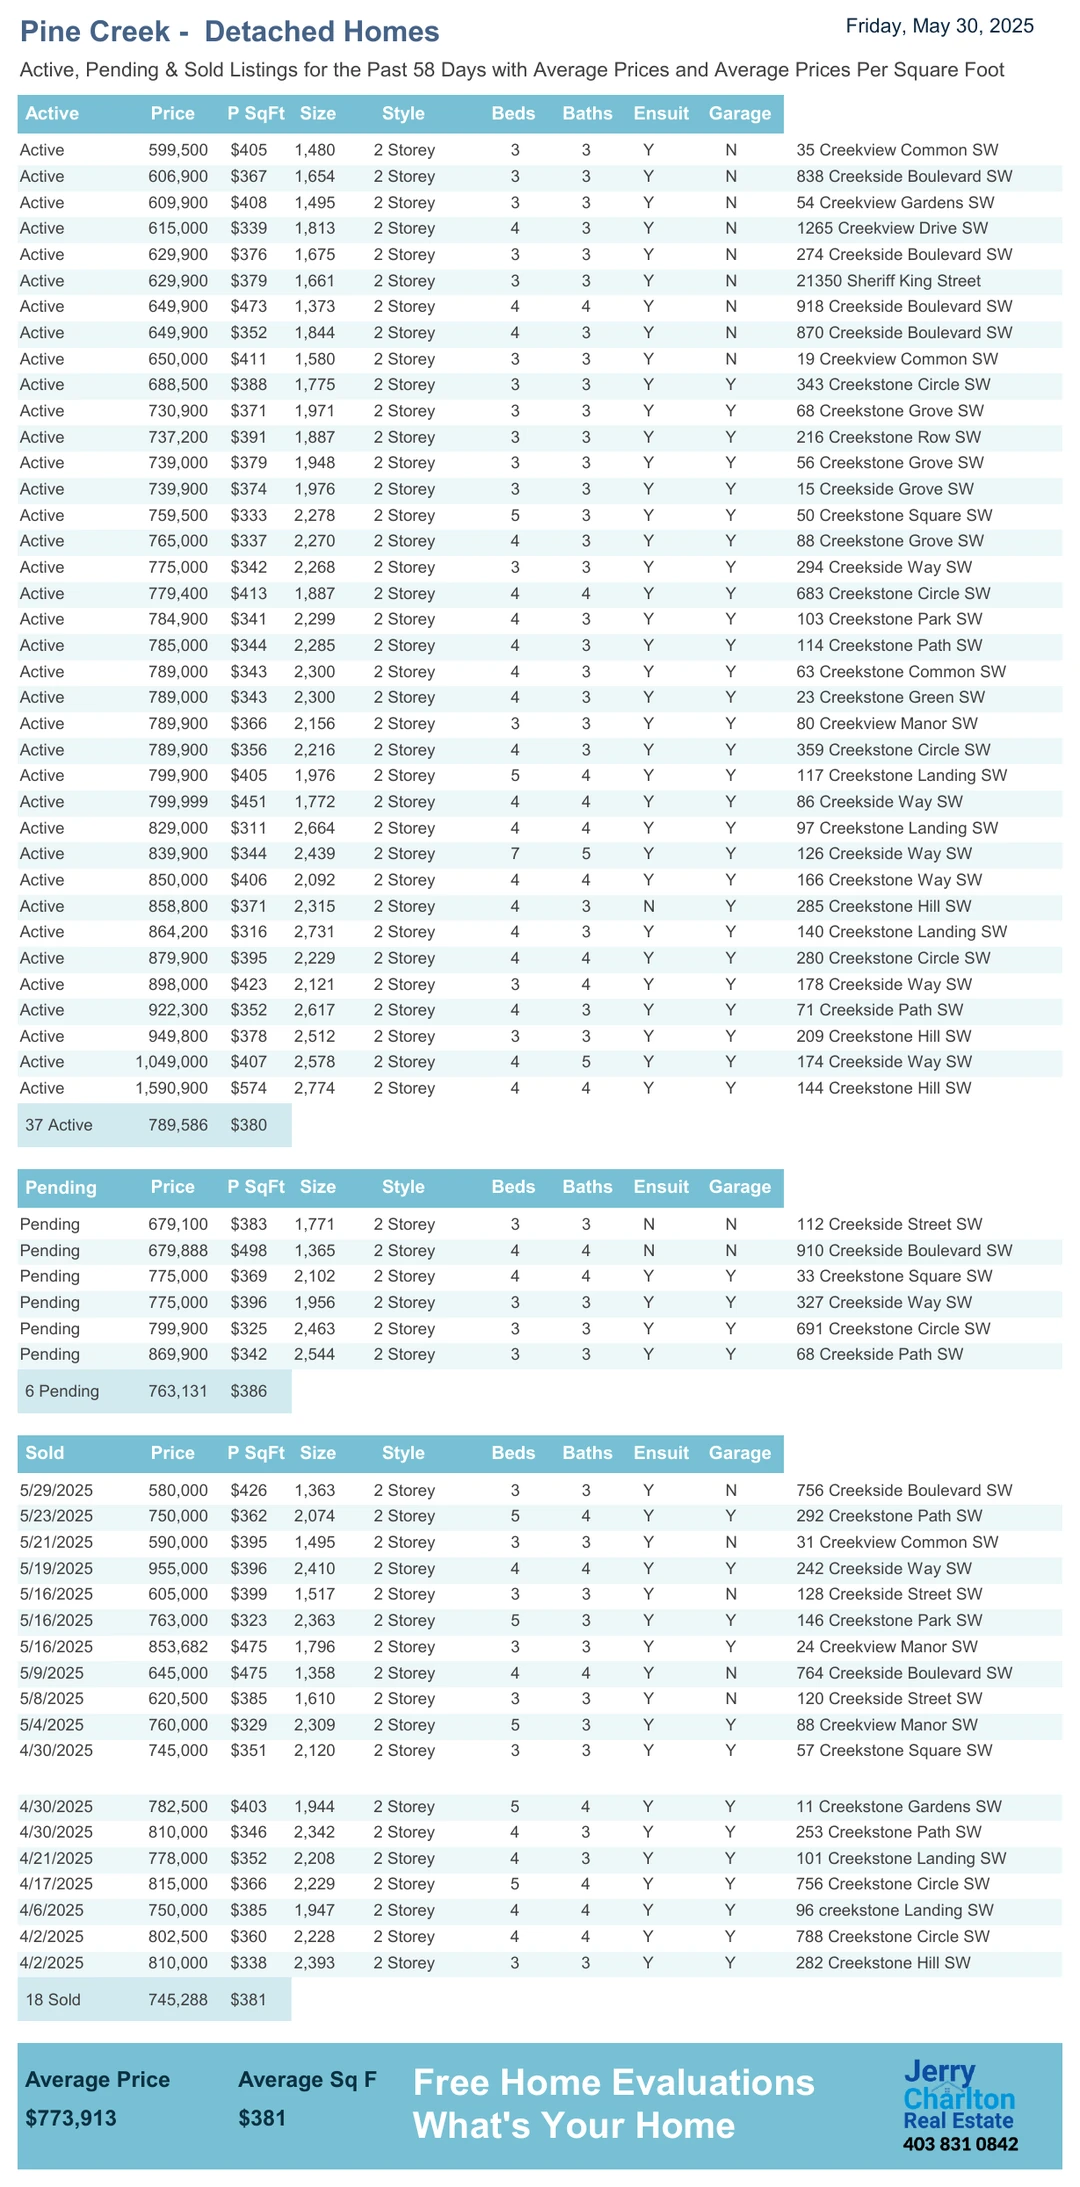 Pine Creek - Detached Homes
Friday, May 30, 2025
Active, Pending & Sold Listings for the Past 58 Days with Average Prices and Average Prices Per Square Foot
Active Price P SqFt Size Style Beds Baths Ensuit Garage
Active 599,500 $405 1,480 2 Storey 3 3 Y N 35 Creekview Common SW
Active 606,900 $367 1,654 2 Storey 3 3 Y N 838 Creekside Boulevard SW
Active 609,900 $408 1,495 2 Storey 3 3 Y N 54 Creekview Gardens SW
Active 615,000 $339 1,813 2 Storey 4 3 Y N 1265 Creekview Drive SW
Active 629,900 $376 1,675 2 Storey 3 3 Y N 274 Creekside Boulevard SW
Active 629,900 $379 1,661 2 Storey 3 3 Y N 21350 Sheriff King Street
Active 649,900 $473 1,373 2 Storey 4 4 Y N 918 Creekside Boulevard SW
Active 649,900 $352 1,844 2 Storey 4 3 Y N 870 Creekside Boulevard SW
Active 650,000 $411 1,580 2 Storey 3 3 Y N 19 Creekview Common SW
Active 688,500 $388 1,775 2 Storey 3 3 Y Y 343 Creekstone Circle SW
Active 730,900 $371 1,971 2 Storey 3 3 Y Y 68 Creekstone Grove SW
Active 737,200 $391 1,887 2 Storey 3 3 Y Y 216 Creekstone Row SW
Active 739,000 $379 1,948 2 Storey 3 3 Y Y 56 Creekstone Grove SW
Active 739,900 $374 1,976 2 Storey 3 3 Y Y 15 Creekside Grove SW
Active 759,500 $333 2,278 2 Storey 5 3 Y Y 50 Creekstone Square SW
Active 765,000 $337 2,270 2 Storey 4 3 Y Y 88 Creekstone Grove SW
Active 775,000 $342 2,268 2 Storey 3 3 Y Y 294 Creekside Way SW
Active 779,400 $413 1,887 2 Storey 4 4 Y Y 683 Creekstone Circle SW
Active 784,900 $341 2,299 2 Storey 4 3 Y Y 103 Creekstone Park SW
Active 785,000 $344 2,285 2 Storey 4 3 Y Y 114 Creekstone Path SW
Active 789,000 $343 2,300 2 Storey 4 3 Y Y 63 Creekstone Common SW
Active 789,000 $343 2,300 2 Storey 4 3 Y Y 23 Creekstone Green SW
Active 789,900 $366 2,156 2 Storey 3 3 Y Y 80 Creekview Manor SW
Active 789,900 $356 2,216 2 Storey 4 3 Y Y 359 Creekstone Circle SW
Active 799,900 $405 1,976 2 Storey 5 4 Y Y 117 Creekstone Landing SW
Active 799,999 $451 1,772 2 Storey 4 4 Y Y 86 Creekside Way SW
Active 829,000 $311 2,664 2 Storey 4 4 Y Y 97 Creekstone Landing SW
Active 839,900 $344 2,439 2 Storey 7 5 Y Y 126 Creekside Way SW
Active 850,000 $406 2,092 2 Storey 4 4 Y Y 166 Creekstone Way SW
Active 858,800 $371 2,315 2 Storey 4 3 N Y 285 Creekstone Hill SW
Active 864,200 $316 2,731 2 Storey 4 3 Y Y 140 Creekstone Landing SW
Active 879,900 $395 2,229 2 Storey 4 4 Y Y 280 Creekstone Circle SW
Active 898,000 $423 2,121 2 Storey 3 4 Y Y 178 Creekside Way SW
Active 922,300 $352 2,617 2 Storey 4 3 Y Y 71 Creekside Path SW
Active 949,800 $378 2,512 2 Storey 3 3 Y Y 209 Creekstone Hill SW
Active 1,049,000 $407 2,578 2 Storey 4 5 Y Y 174 Creekside Way SW
Active 1,590,900 $574 2,774 2 Storey 4 4 Y Y 144 Creekstone Hill SW
37 Active 789,586 $380
Pending Price P SqFt Size Style Beds Baths Ensuit Garage
Pending 679,100 $383 1,771 2 Storey 3 3 N N 112 Creekside Street SW
Pending 679,888 $498 1,365 2 Storey 4 4 N N 910 Creekside Boulevard SW
Pending 775,000 $369 2,102 2 Storey 4 4 Y Y 33 Creekstone Square SW
Pending 775,000 $396 1,956 2 Storey 3 3 Y Y 327 Creekside Way SW
Pending 799,900 $325 2,463 2 Storey 3 3 Y Y 691 Creekstone Circle SW
Pending 869,900 $342 2,544 2 Storey 3 3 Y Y 68 Creekside Path SW
6 Pending 763,131 $386
Sold Price P SqFt Size Style Beds Baths Ensuit Garage
5/29/2025 580,000 $426 1,363 2 Storey 3 3 Y N 756 Creekside Boulevard SW
5/23/2025 750,000 $362 2,074 2 Storey 5 4 Y Y 292 Creekstone Path SW
5/21/2025 590,000 $395 1,495 2 Storey 3 3 Y N 31 Creekview Common SW
5/19/2025 955,000 $396 2,410 2 Storey 4 4 Y Y 242 Creekside Way SW
5/16/2025 605,000 $399 1,517 2 Storey 3 3 Y N 128 Creekside Street SW
5/16/2025 763,000 $323 2,363 2 Storey 5 3 Y Y 146 Creekstone Park SW
5/16/2025 853,682 $475 1,796 2 Storey 3 3 Y Y 24 Creekview Manor SW
5/9/2025 645,000 $475 1,358 2 Storey 4 4 Y N 764 Creekside Boulevard SW
5/8/2025 620,500 $385 1,610 2 Storey 3 3 Y N 120 Creekside Street SW
5/4/2025 760,000 $329 2,309 2 Storey 5 3 Y Y 88 Creekview Manor SW
4/30/2025 745,000 $351 2,120 2 Storey 3 3 Y Y 57 Creekstone Square SW
4/30/2025 782,500 $403 1,944 2 Storey 5 4 Y Y 11 Creekstone Gardens SW
4/30/2025 810,000 $346 2,342 2 Storey 4 3 Y Y 253 Creekstone Path SW
4/21/2025 778,000 $352 2,208 2 Storey 4 3 Y Y 101 Creekstone Landing SW
4/17/2025 815,000 $366 2,229 2 Storey 5 4 Y Y 756 Creekstone Circle SW
4/6/2025 750,000 $385 1,947 2 Storey 4 4 Y Y 96 creekstone Landing SW
4/2/2025 802,500 $360 2,228 2 Storey 4 4 Y Y 788 Creekstone Circle SW
4/2/2025 810,000 $338 2,393 2 Storey 3 3 Y Y 282 Creekstone Hill SW
18 Sold 745,288 $381
Average Price Average Sq F
$773,913 $381
Free Home Evaluations
What's Your Home
Jerry
Charlton
Real Estate
403 831 0842